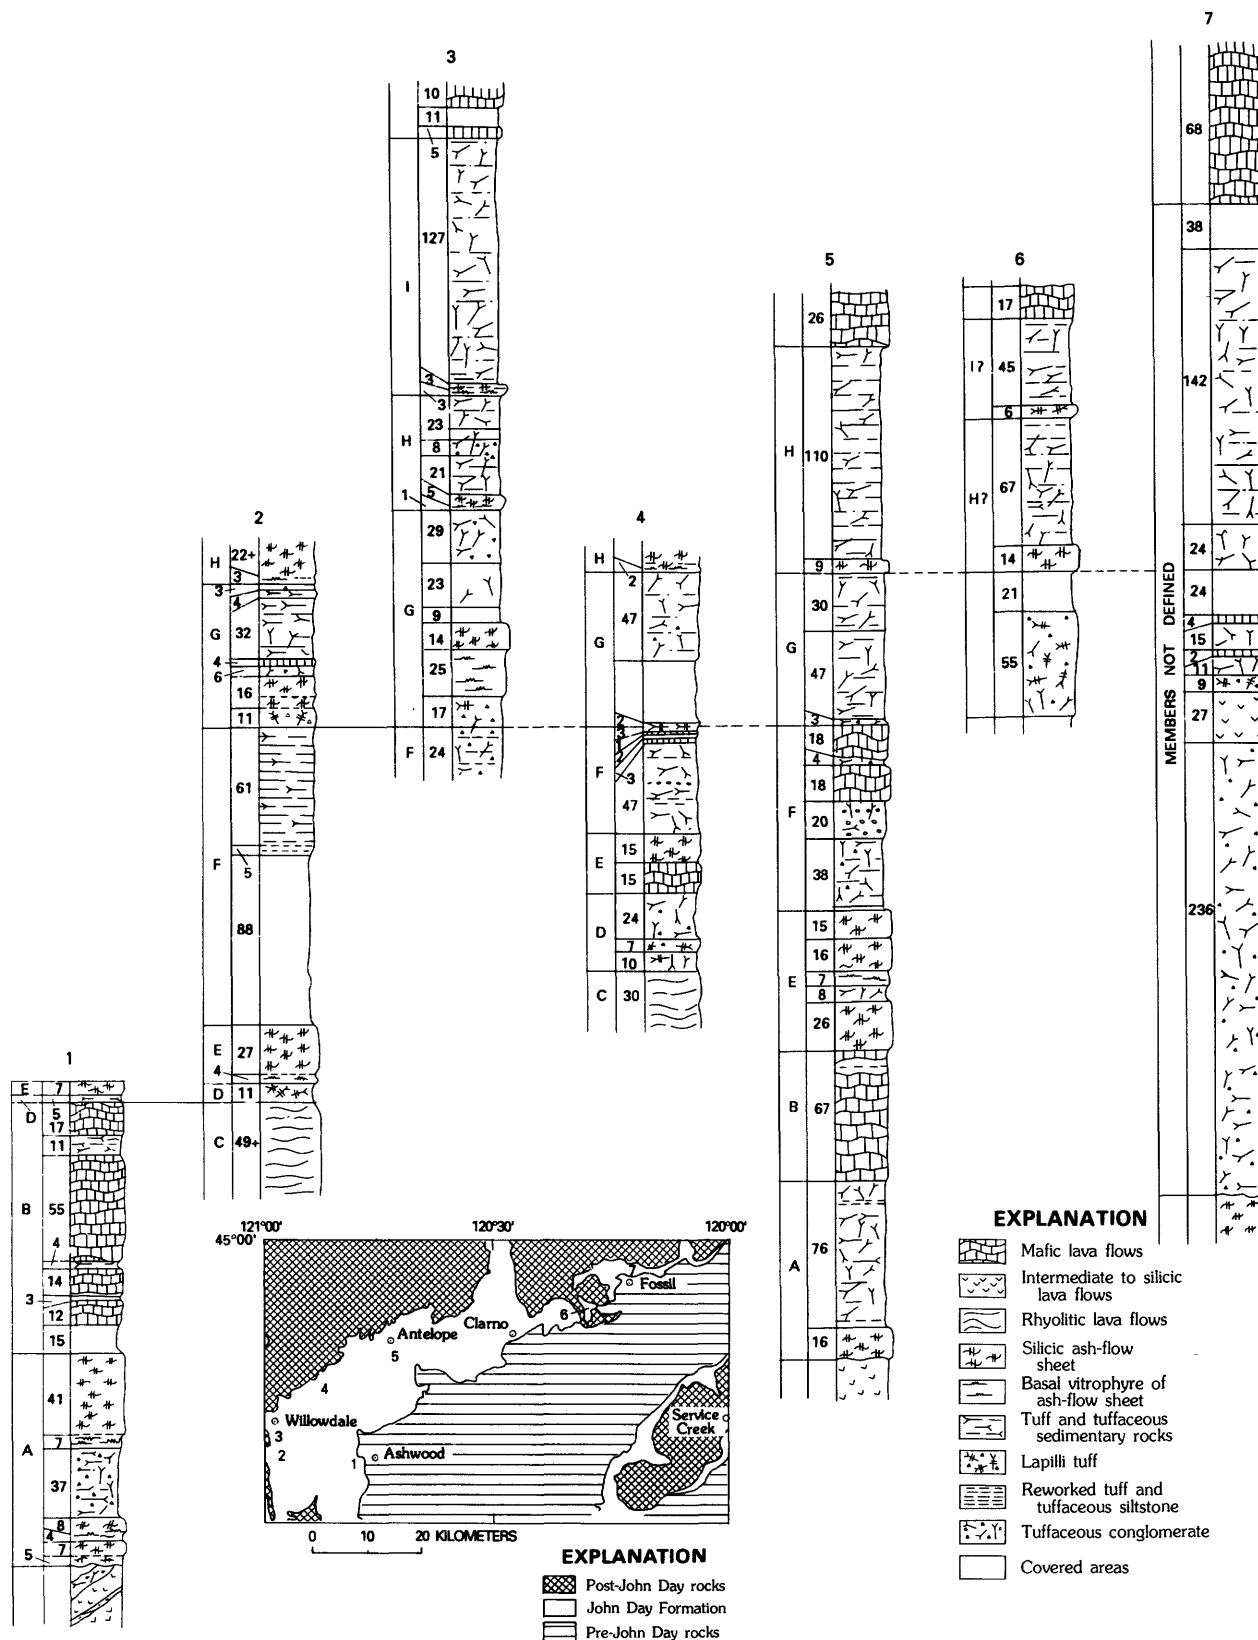 1
E
7
D
5
17
11
B
55
4
14
3
12
15
A
41
7
37
8
4
7
5
2
H
22+
3
3
4
G
32
4
6
16
11
F
61
5
88
E
27
4
D
11
C
49+
3
10
11
5
I
127
3
3
H
23
8
21
5
1
G
29
23
9
14
25
17
F
24
4
H
2
G
47
2
3
1
2
3
F
47
E
15
15
D
24
7
10
C
30
5
26
H
110
9
G
30
47
3
18
4
18
F
20
38
15
16
E
7
8
26
B
67
A
76
16
6
17
I?
45
6
H?
67
14
21
55
7
68
38
142
24
24
4
15
2
11
9
27
236
MEMBERS NOT DEFINED
121°00'
120°30'
120°00'
45°00'
7
Fossil
6
Clarno
Antelope
5
4
Willowdale
3
2
Service
Creek
1
Ashwood
0 10 20 KILOMETERS
EXPLANATION
Post-John Day rocks
John Day Formation
Pre-John Day rocks
EXPLANATION
Mafic lava flows
Intermediate to silicic
lava flows
Rhyolitic lava flows
Silicic ash-flow
sheet
Basal vitrophyre of
ash-flow sheet
Tuff and tuffaceous
sedimentary rocks
Lapilli tuff
Reworked tuff and
tuffaceous siltstone
Tuffaceous conglomerate
Covered areas